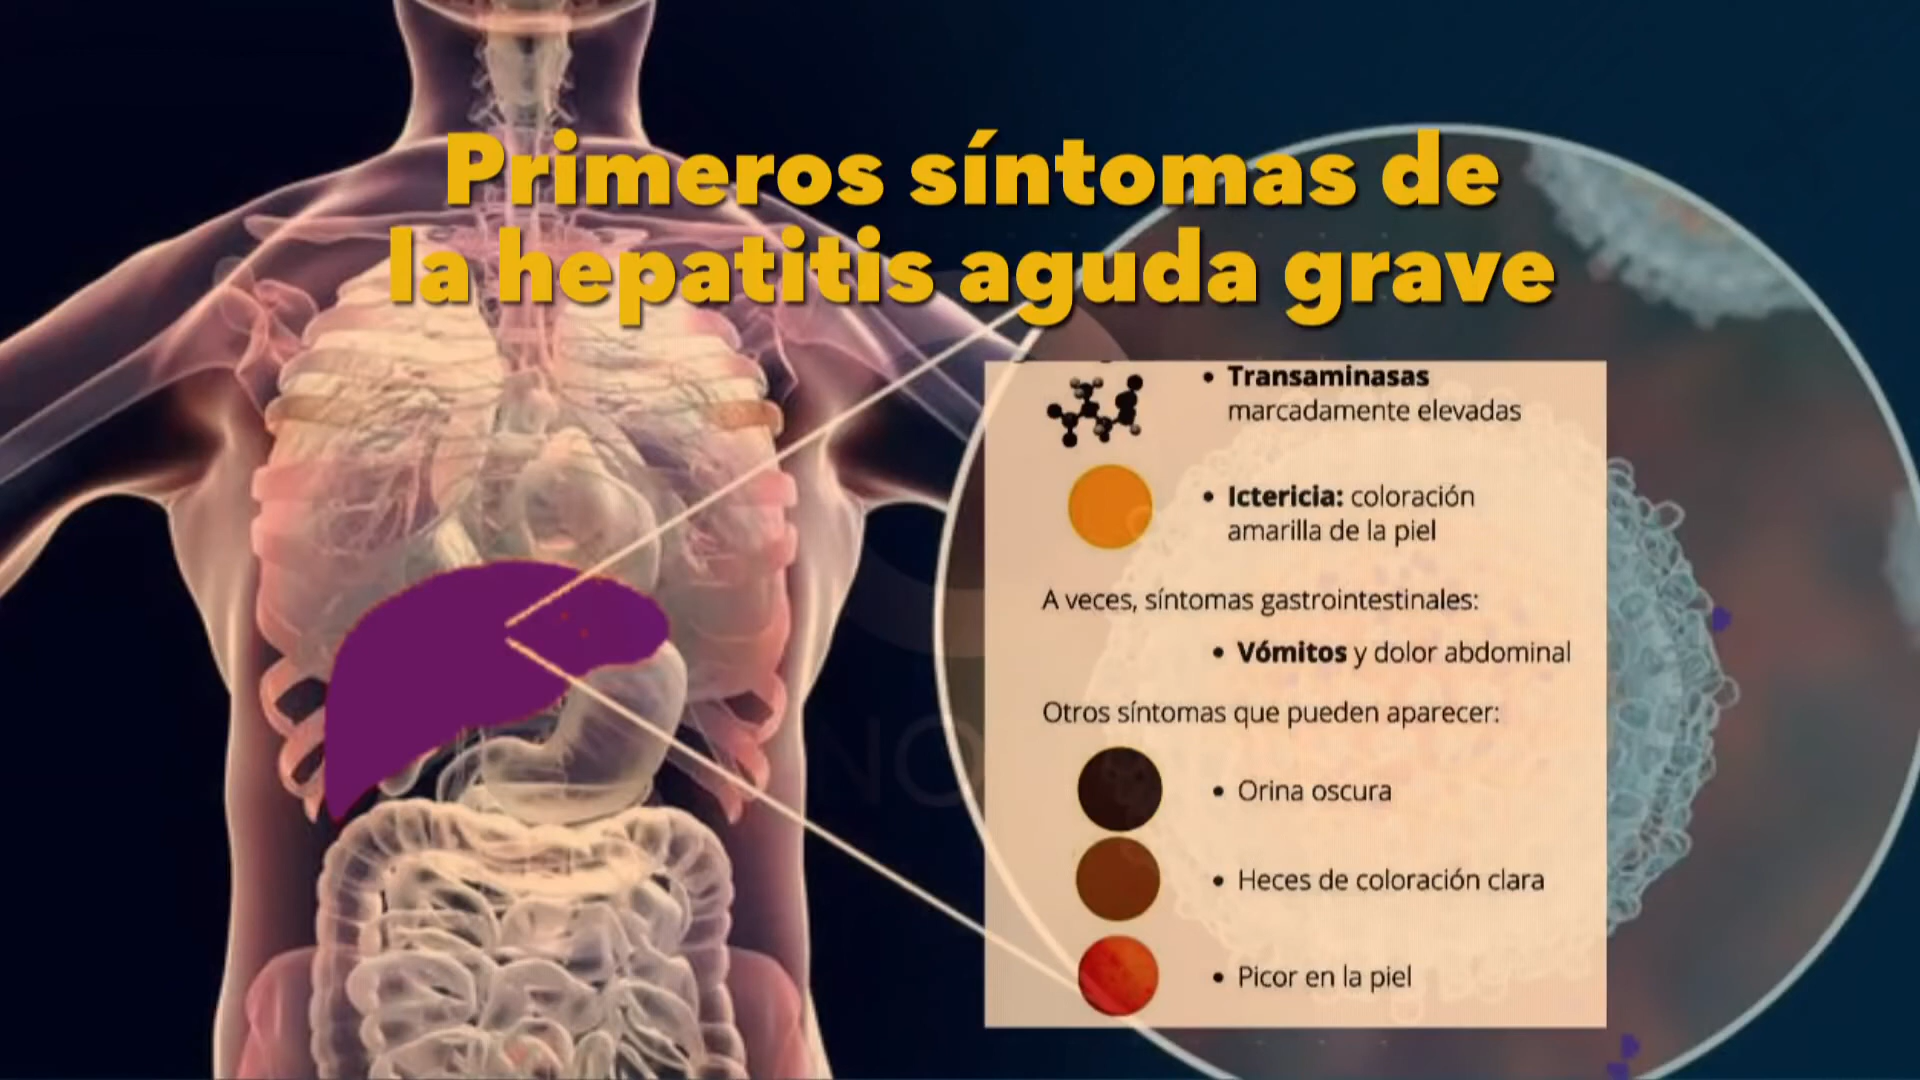 Primeros síntomas de
la hepatitis aguda grave
• Transaminasas
marcadamente elevadas
• Ictericia: coloración
amarilla de la piel
A veces, síntomas gastrointestinales:
• Vómitos y dolor abdominal
Otros síntomas que pueden aparecer:
• Orina oscura
• Heces de coloración clara
• Picor en la piel